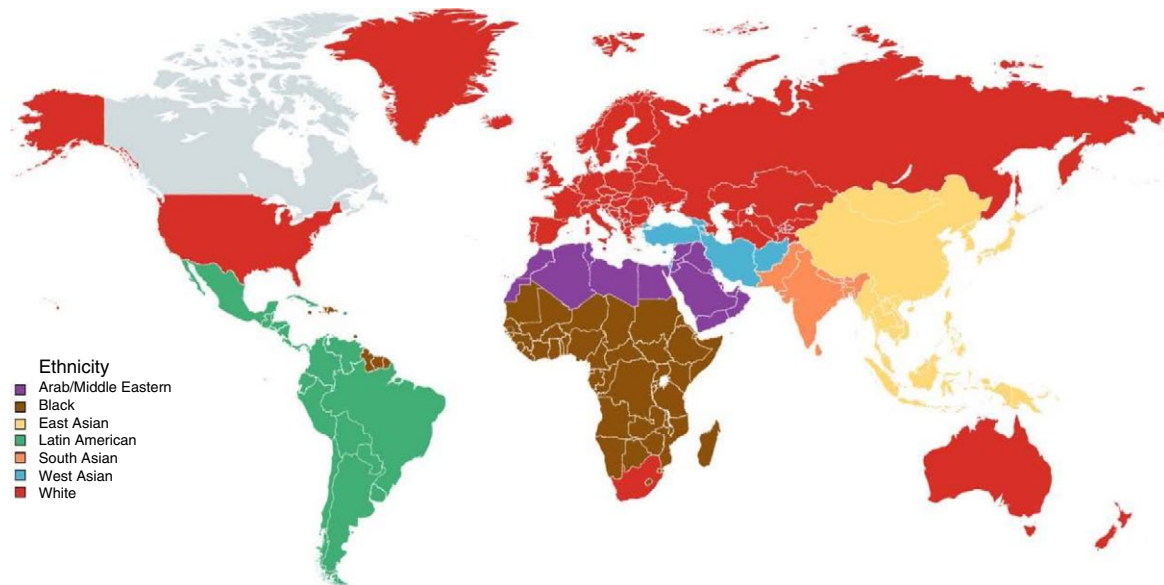 Ethnicity
Arab/Middle Eastern
Black
East Asian
Latin American
South Asian
West Asian
White